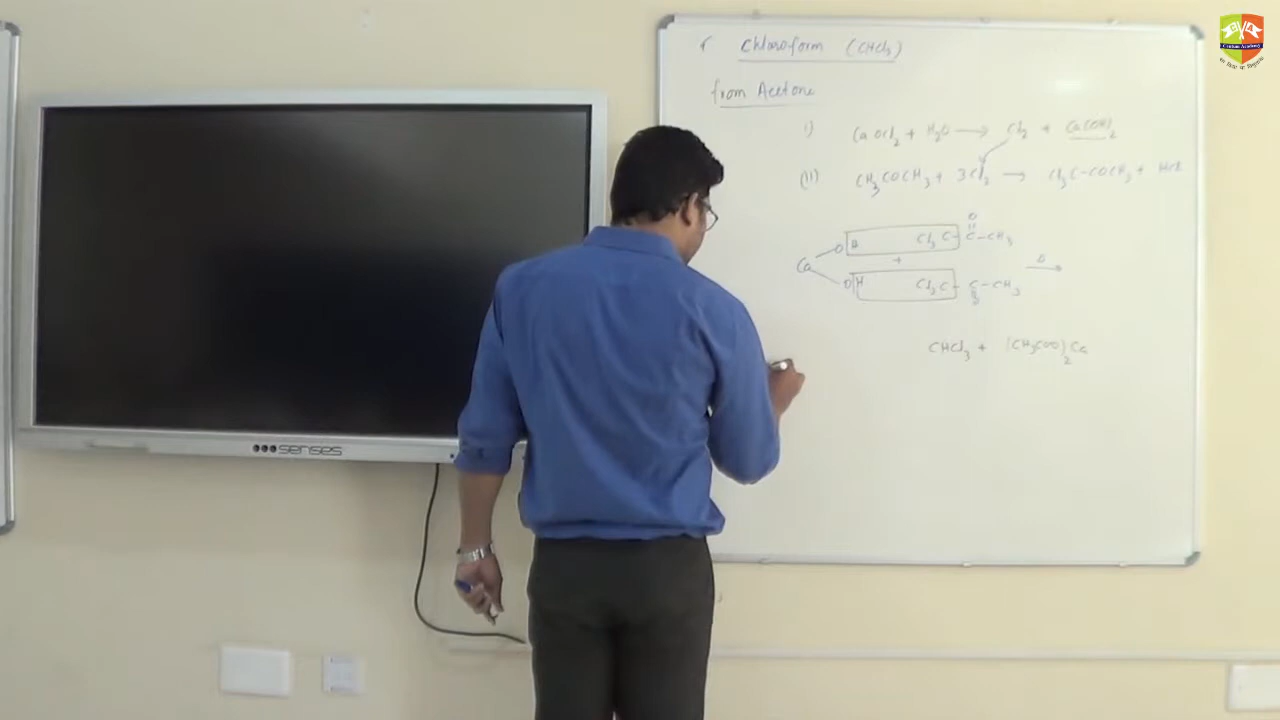 Chloroform (CHCl3)
from Acetone
i) CaOCl2 + H2O → Cl2 + Ca(OH)2
(ii) CH3COCH3 + 3Cl2 → Cl3C-COCH3 + HCl
O
O H Cl3C-C-CH3
Ca + Δ →
OH Cl3C-C-CH3
O
CHCl3 + (CH3COO)2Ca
senses